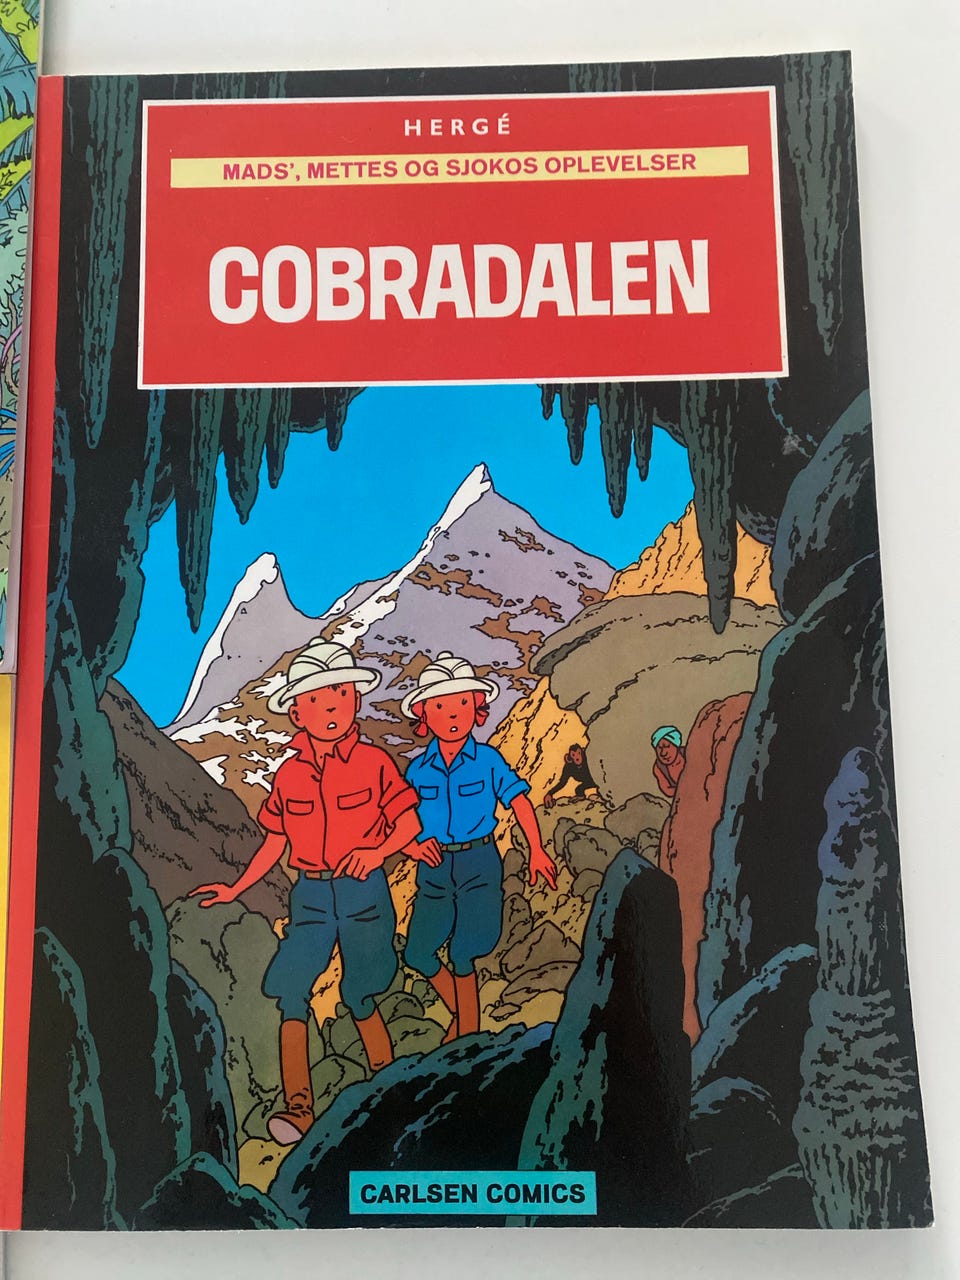 HERGÉ
MADS', METTES OG SJOKOS OPLEVELSER
COBRADALEN
CARLSEN COMICS